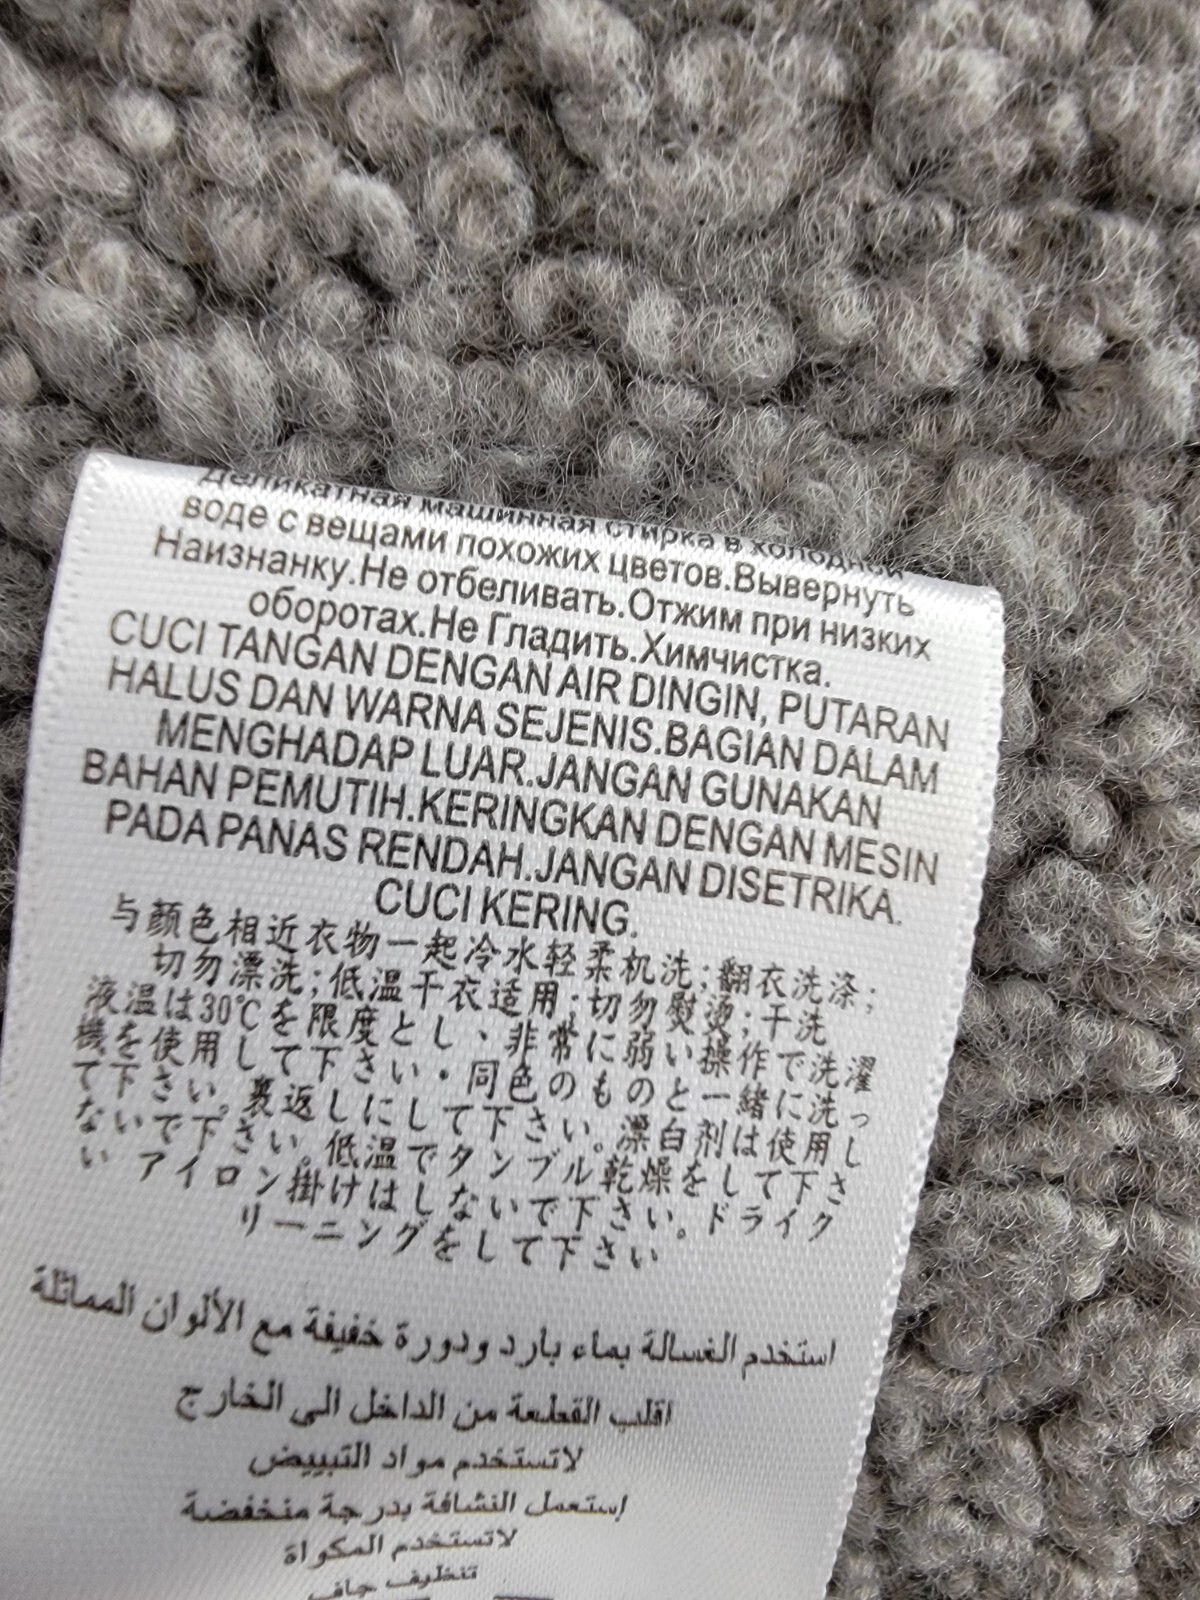 Деликатная машинная стирка в холодной
воде с вещами похожих цветов.Вывернуть
Наизнанку.Не отбеливать.Отжим при низких
оборотах.Не Гладить.Химчистка.
CUCI TANGAN DENGAN AIR DINGIN, PUTARAN
HALUS DAN WARNA SEJENIS.BAGIAN DALAM
MENGHADAP LUAR.JANGAN GUNAKAN
BAHAN PEMUTIH.KERINGKAN DENGAN MESIN
PADA PANAS RENDAH.JANGAN DISETRIKA.
CUCI KERING.
与颜色相近衣物一起冷水轻柔机洗;翻衣洗涤;
切勿漂洗;低温干衣适用;切勿熨烫;干洗
液温は30℃を限度とし、非常に弱い操作で洗濯
機を使用して下さい・同色のものと一緒に洗っ
て下さい。裏返しにして下さい。漂白剤は使用し
ないで下さい。低温でタンブル乾燥をして下さ
い アイロン掛けはしないで下さい。ドライク
リーニングをして下さい
استخدم الغسالة بماء بارد ودورة خفيفة مع الألوان المماثلة
اقلب القطعة من الداخل الى الخارج
لاتستخدم مواد التبييض
إستعمل النشافة بدرجة منخفضة
لاتستخدم المكواة
تنظيف جاف